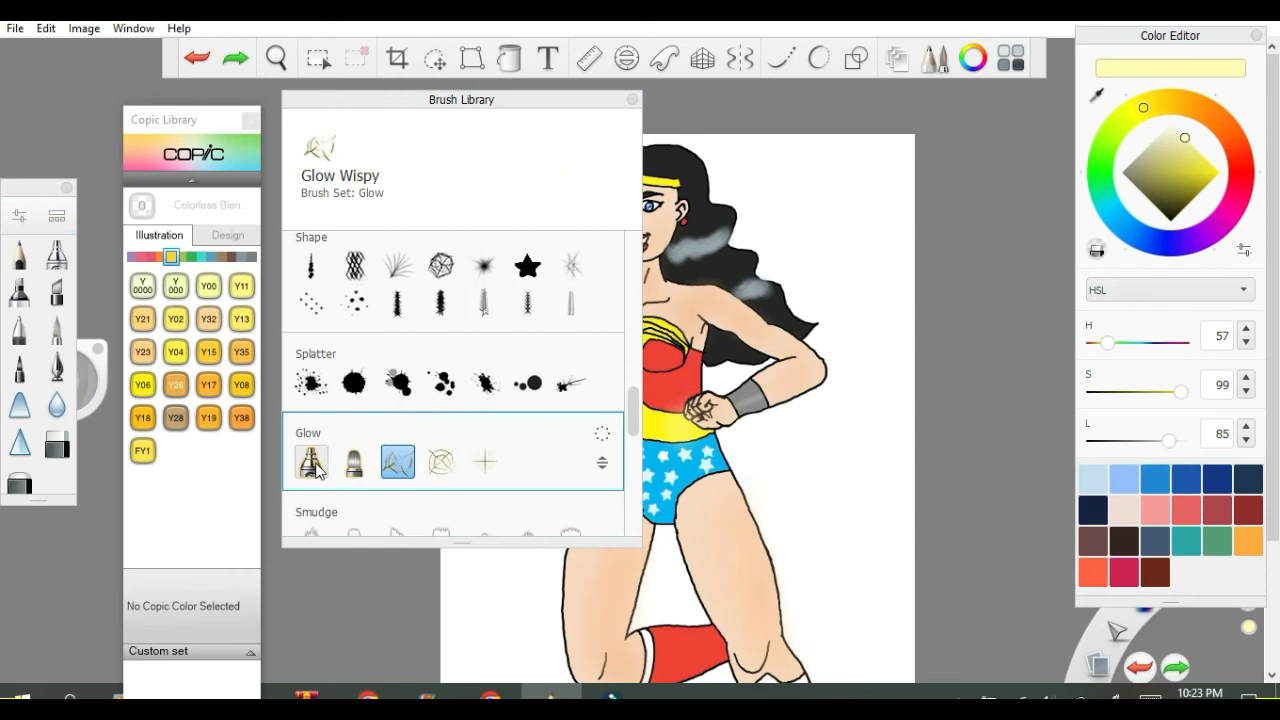 File Edit Image Window Help
T
Color Editor
Copic Library
COPIC
0 Colorless Blen...
Illustration Design
Y 0000 Y 000 Y00 Y11
Y21 Y02 Y32 Y13
Y23 Y04 Y15 Y35
Y06 Y26 Y17 Y08
Y18 Y28 Y19 Y38
FY1
No Copic Color Selected
Custom set
Brush Library
Glow Wispy
Brush Set: Glow
Shape
Splatter
Glow
Smudge
HSL
H 57
S 99
L 85
10:23 PM